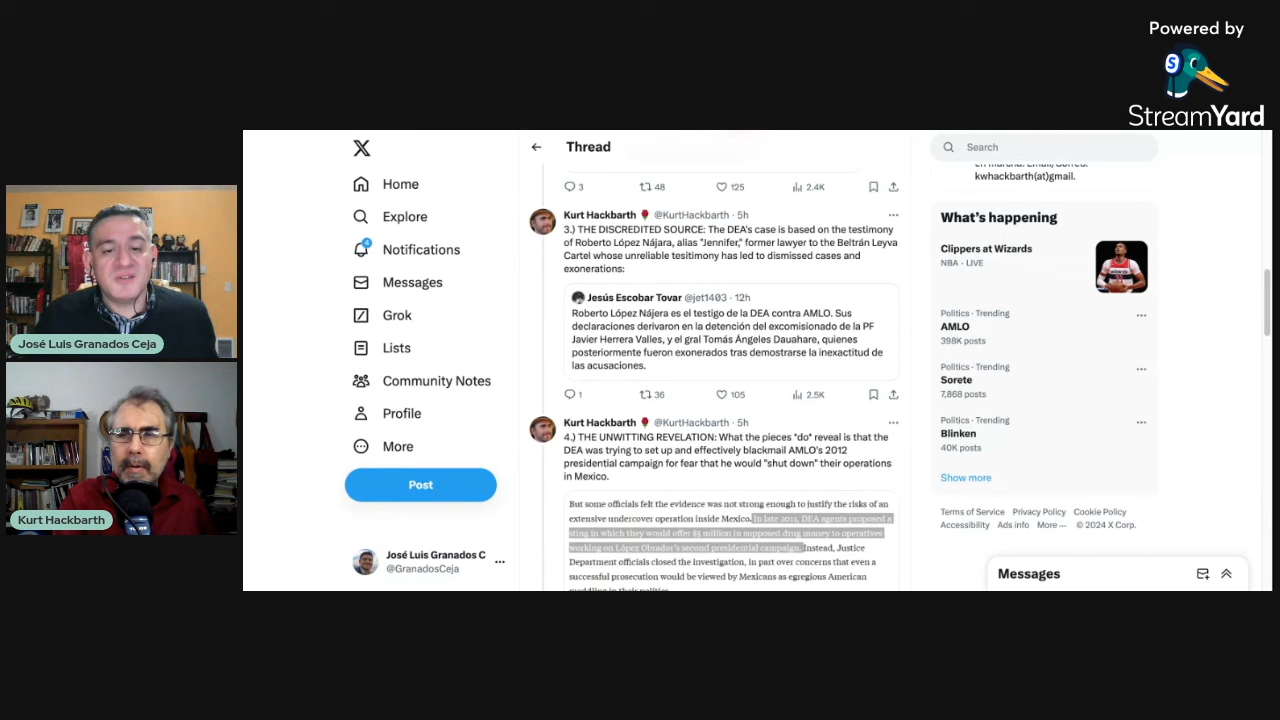 Powered by
S
StreamYard
José Luis Granados Ceja
Kurt Hackbarth
X
Home
Explore
4
Notifications
Messages
Grok
Lists
Community Notes
Profile
More
Post
José Luis Granados C
@GranadosCeja
Thread
3 48 125 2.4K
Kurt Hackbarth @KurtHackbarth · 5h
3.) THE DISCREDITED SOURCE: The DEA's case is based on the testimony
of Roberto López Nájara, alias "Jennifer," former lawyer to the Beltrán Leyva
Cartel whose unreliable tesitimony has led to dismissed cases and
exonerations:
Jesús Escobar Tovar @jet1403 · 12h
Roberto López Nájera es el testigo de la DEA contra AMLO. Sus
declaraciones derivaron en la detención del excomisionado de la PF
Javier Herrera Valles, y el gral Tomás Ángeles Dauahare, quienes
posteriormente fueron exonerados tras demostrarse la inexactitud de
las acusaciones.
1 36 105 2.5K
Kurt Hackbarth @KurtHackbarth · 5h
4.) THE UNWITTING REVELATION: What the pieces *do* reveal is that the
DEA was trying to set up and effectively blackmail AMLO's 2012
presidential campaign for fear that he would "shut down" their operations
in Mexico.
But some officials felt the evidence was not strong enough to justify the risks of an
extensive undercover operation inside Mexico. In late 2011, DEA agents proposed a
sting in which they would offer $5 million in supposed drug money to operatives
working on López Obrador's second presidential campaign. Instead, Justice
Department officials closed the investigation, in part over concerns that even a
successful prosecution would be viewed by Mexicans as egregious American
meddling in their politics.
Search
en marcha. Email/Correo:
kwhackbarth(at)gmail.
What's happening
Clippers at Wizards
NBA · LIVE
Politics · Trending
AMLO
398K posts
Politics · Trending
Sorete
7,868 posts
Politics · Trending
Blinken
40K posts
Show more
Terms of Service Privacy Policy Cookie Policy
Accessibility Ads info More ··· © 2024 X Corp.
Messages